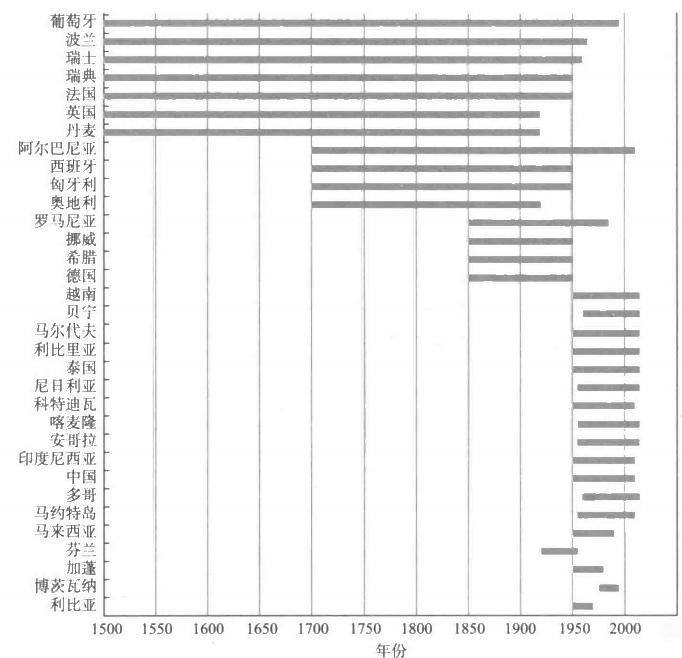 葡萄牙
波兰
瑞士
瑞典
法国
英国
丹麦
阿尔巴尼亚
西班牙
匈牙利
奥地利
罗马尼亚
挪威
希腊
德国
越南
贝宁
马尔代夫
利比里亚
泰国
尼日利亚
科特迪瓦
喀麦隆
安哥拉
印度尼西亚
中国
多哥
马约特岛
马来西亚
芬兰
加蓬
博茨瓦纳
利比亚
1500 1550 1600 1650 1700 1750 1800 1850 1900 1950 2000
年份